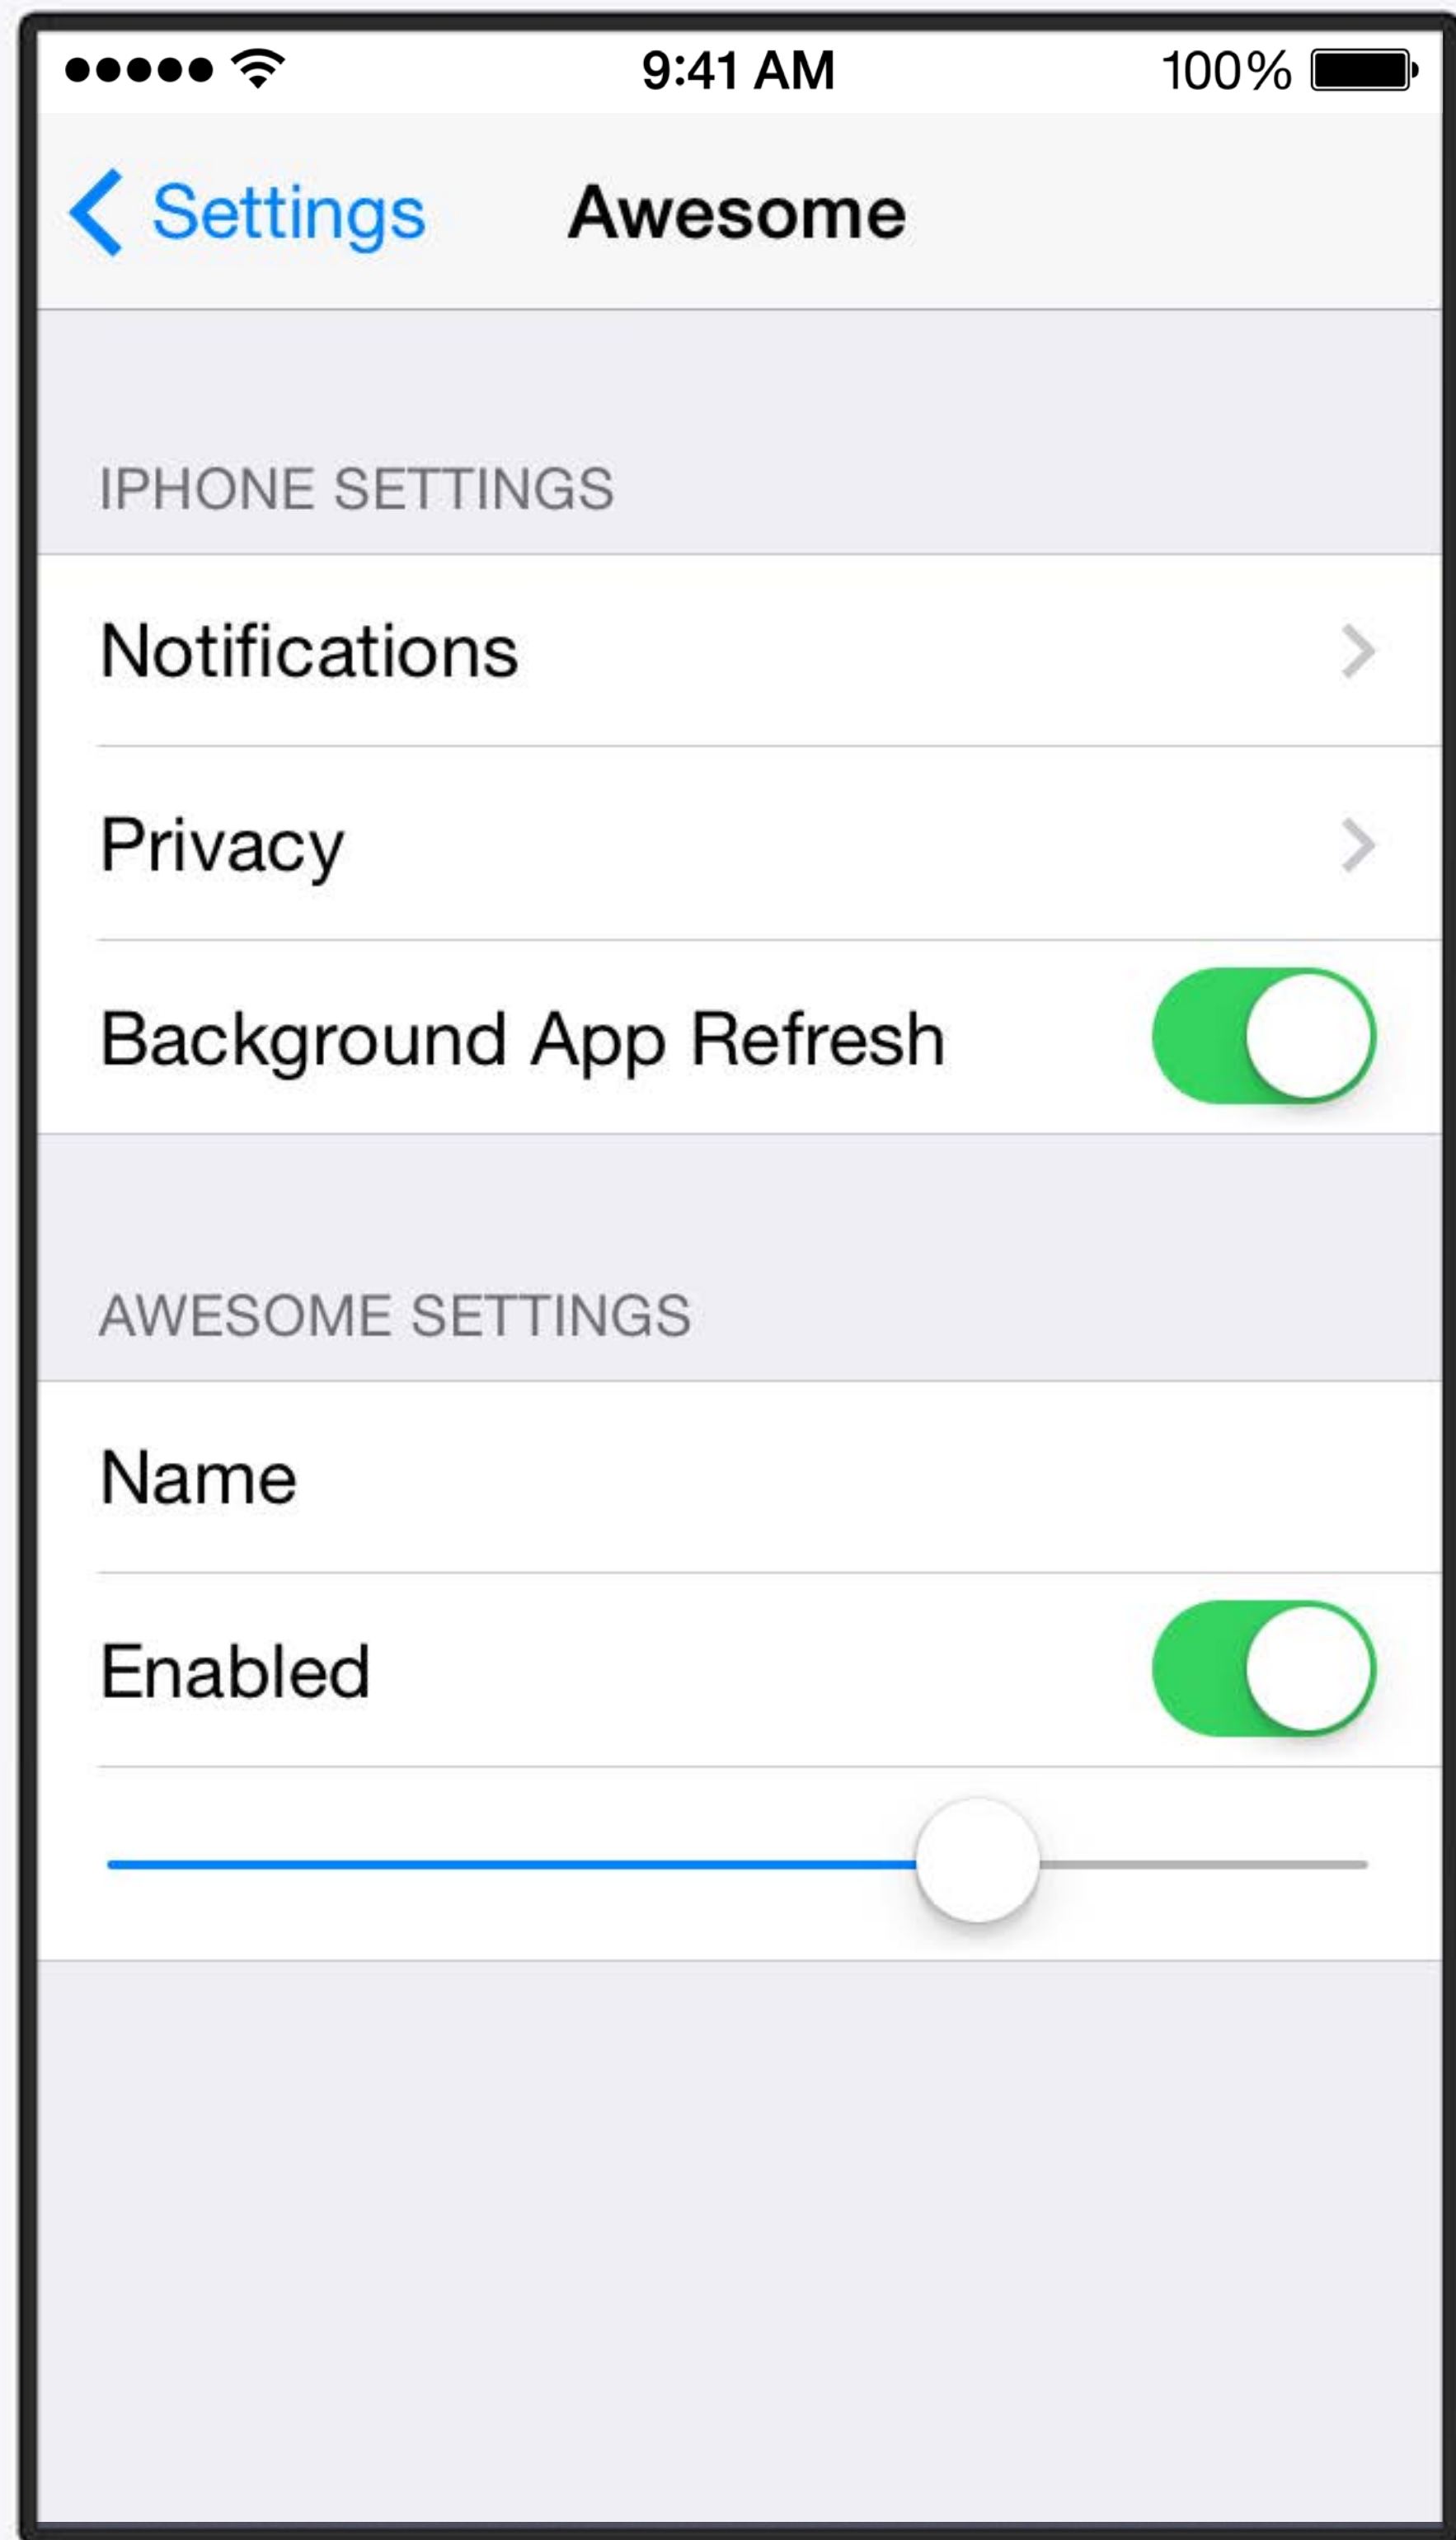 9:41 AM 100%
Settings Awesome
IPHONE SETTINGS
Notifications
Privacy
Background App Refresh
AWESOME SETTINGS
Name
Enabled